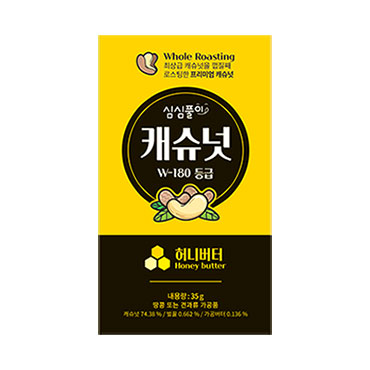 Whole Roasting
최상급 캐슈넛을 껍질째
로스팅한 프리미엄 캐슈넛
심심풀이
캐슈넛
W-180 등급
허니버터
Honey butter
내용량 : 35g
땅콩 또는 견과류 가공품
캐슈넛 74.38 % / 벌꿀 0.662 % / 가공버터 0.136 %